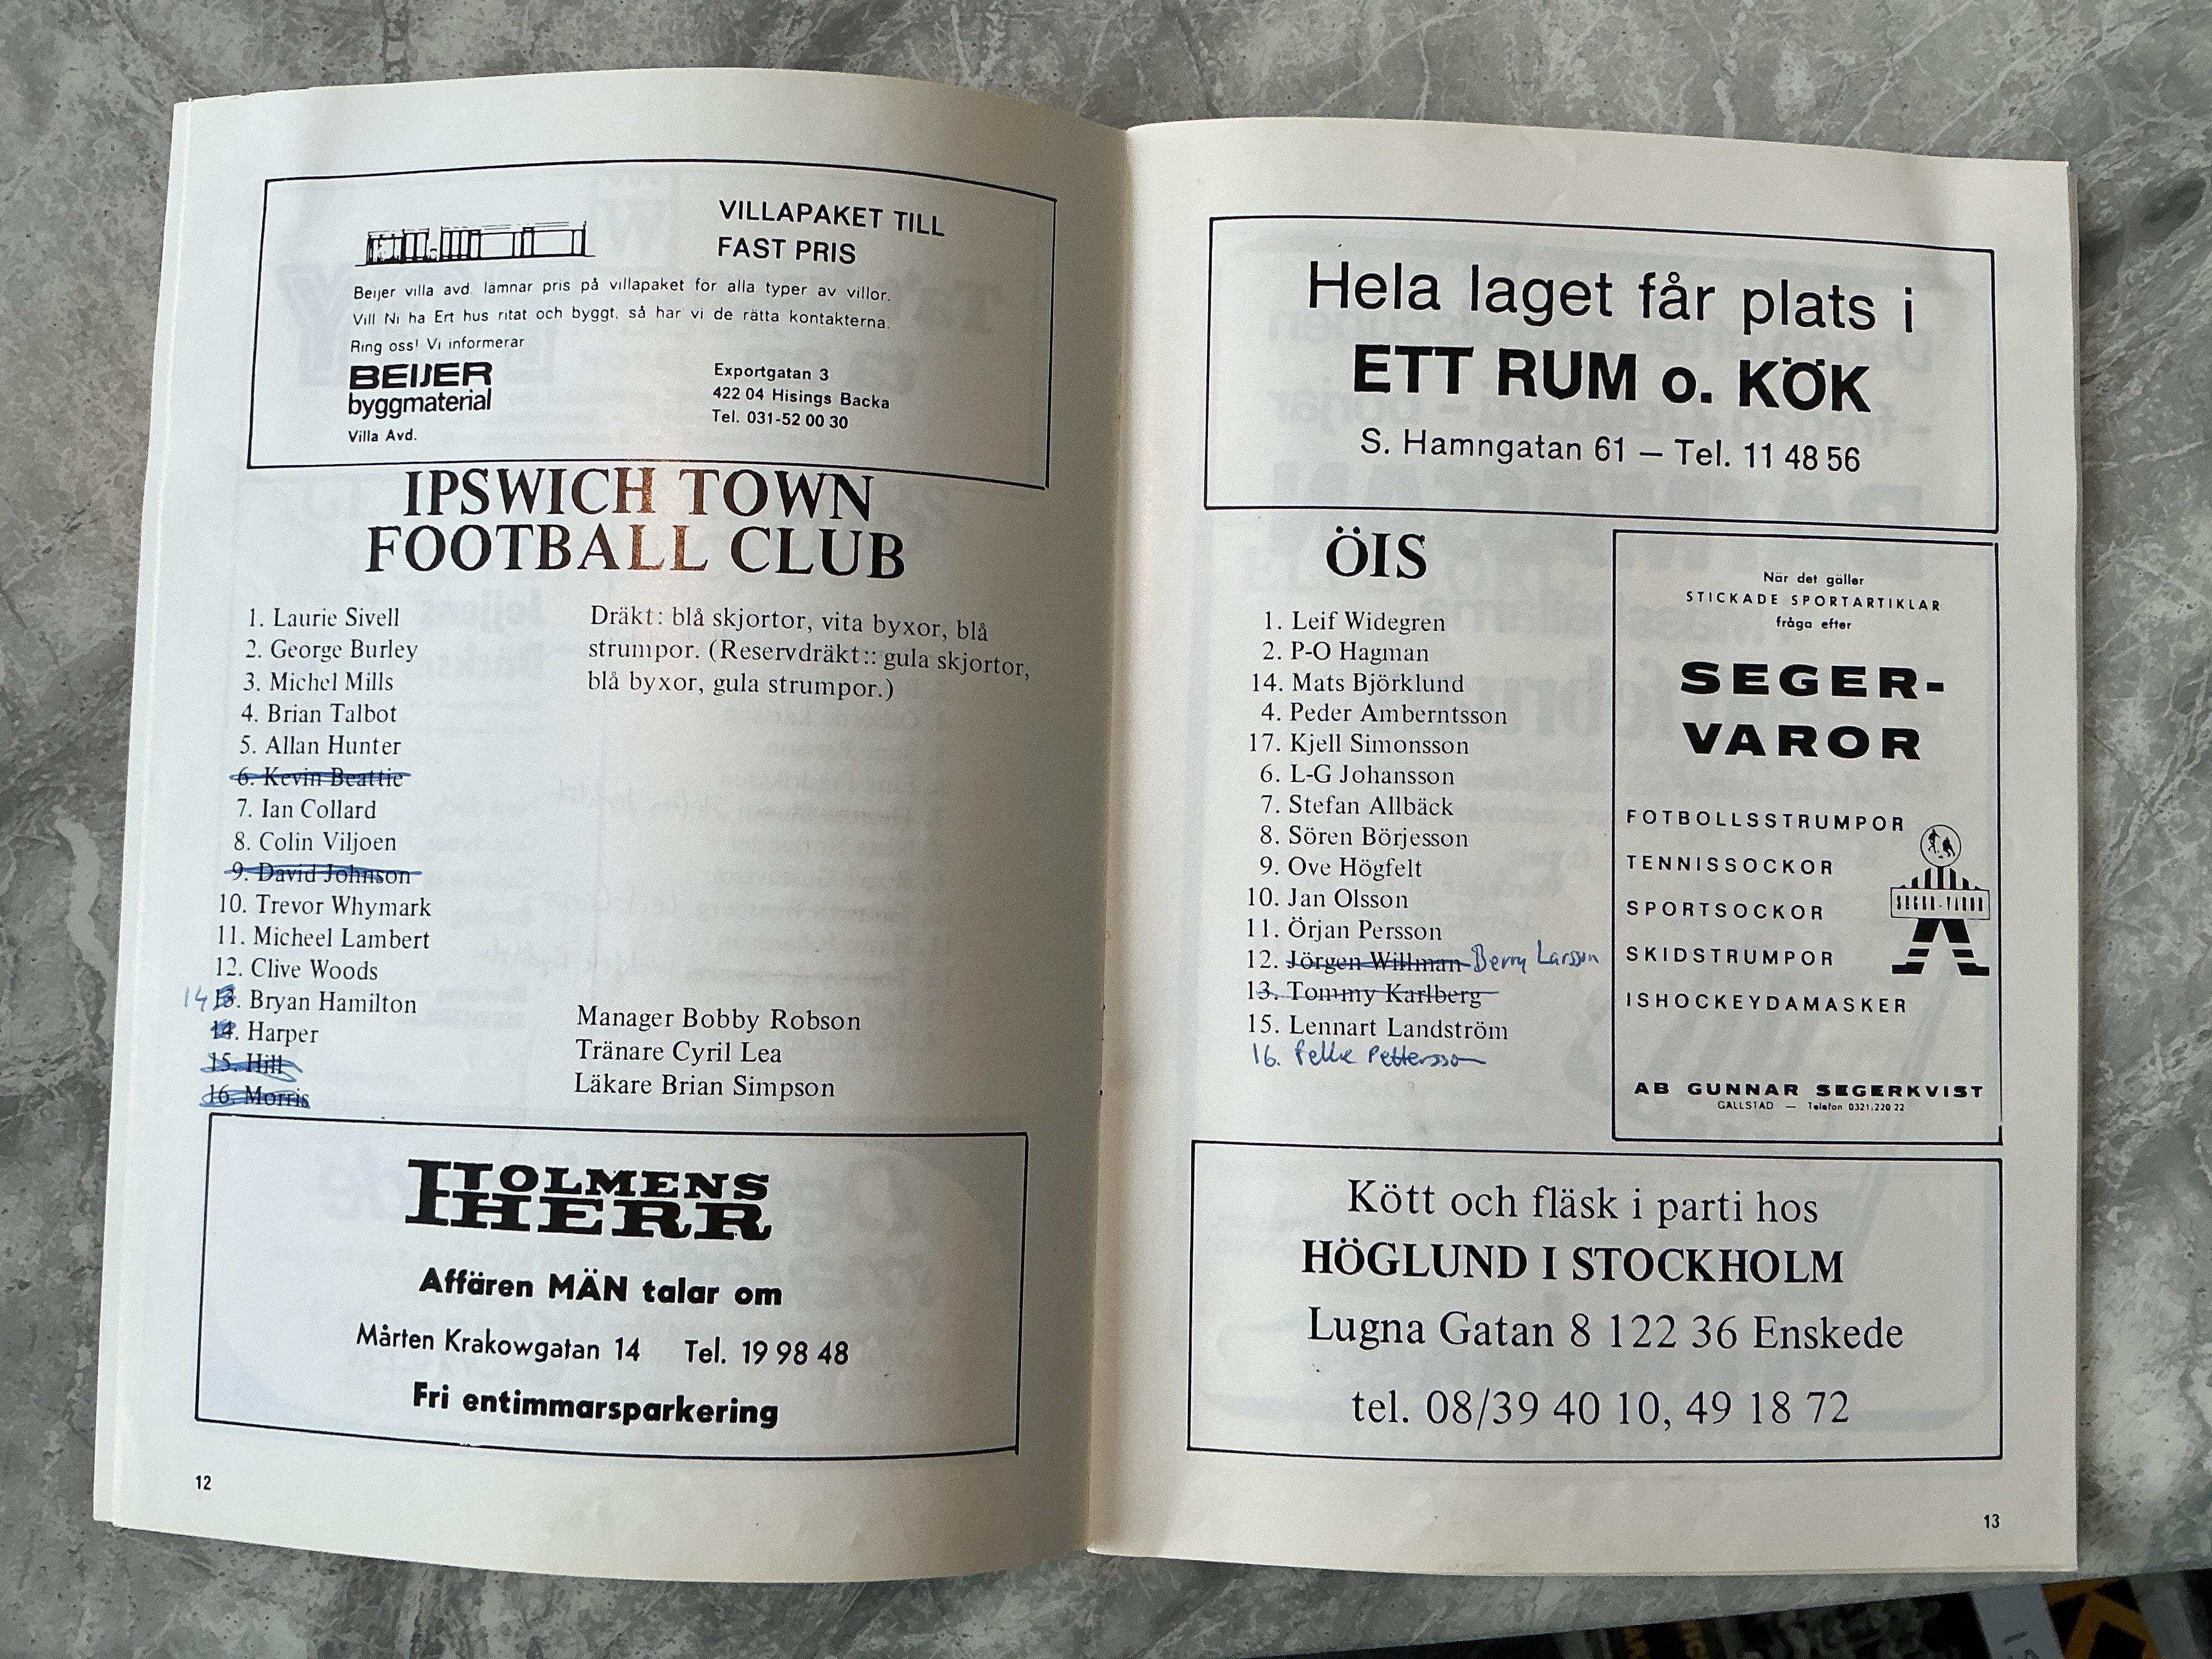 VILLAPAKET TILL
FAST PRIS
Beijer villa avd. lämnar pris på villapaket för alla typer av villor.
Vill Ni ha Ert hus ritat och byggt, så har vi de rätta kontakterna.
Ring oss! Vi informerar
BEIJER
byggmaterial
Villa Avd.
Exportgatan 3
422 04 Hisings Backa
Tel. 031-52 00 30
IPSWICH TOWN
FOOTBALL CLUB
1. Laurie Sivell
2. George Burley
3. Michel Mills
4. Brian Talbot
5. Allan Hunter
6. Kevin Beattie
7. Ian Collard
8. Colin Viljoen
9. David Johnson
10. Trevor Whymark
11. Micheel Lambert
12. Clive Woods
14 13. Bryan Hamilton
14. Harper
15. Hill
16. Morris
Dräkt: blå skjortor, vita byxor, blå
strumpor. (Reservdräkt:: gula skjortor,
blå byxor, gula strumpor.)
Manager Bobby Robson
Tränare Cyril Lea
Läkare Brian Simpson
HOLMENS
HERR
Affären MÄN talar om
Mårten Krakowgatan 14 Tel. 19 98 48
Fri entimmarsparkering
12
Hela laget får plats i
ETT RUM o. KÖK
S. Hamngatan 61 — Tel. 11 48 56
ÖIS
1. Leif Widegren
2. P-O Hagman
14. Mats Björklund
4. Peder Amberntsson
17. Kjell Simonsson
6. L-G Johansson
7. Stefan Allbäck
8. Sören Börjesson
9. Ove Högfelt
10. Jan Olsson
11. Örjan Persson
12. Jörgen Willman Berry Larsson
13. Tommy Karlberg
15. Lennart Landström
16. Pelle Pettersson
När det gäller
STICKADE SPORTARTIKLAR
fråga efter
SEGER-
VAROR
FOTBOLLSSTRUMPOR
TENNISSOCKOR
SPORTSOCKOR
SKIDSTRUMPOR
ISHOCKEYDAMASKER
SEGER-VAROR
AB GUNNAR SEGERKVIST
GÄLLSTAD — Telefon 0321/220 22
Kött och fläsk i parti hos
HÖGLUND I STOCKHOLM
Lugna Gatan 8 122 36 Enskede
tel. 08/39 40 10, 49 18 72
13